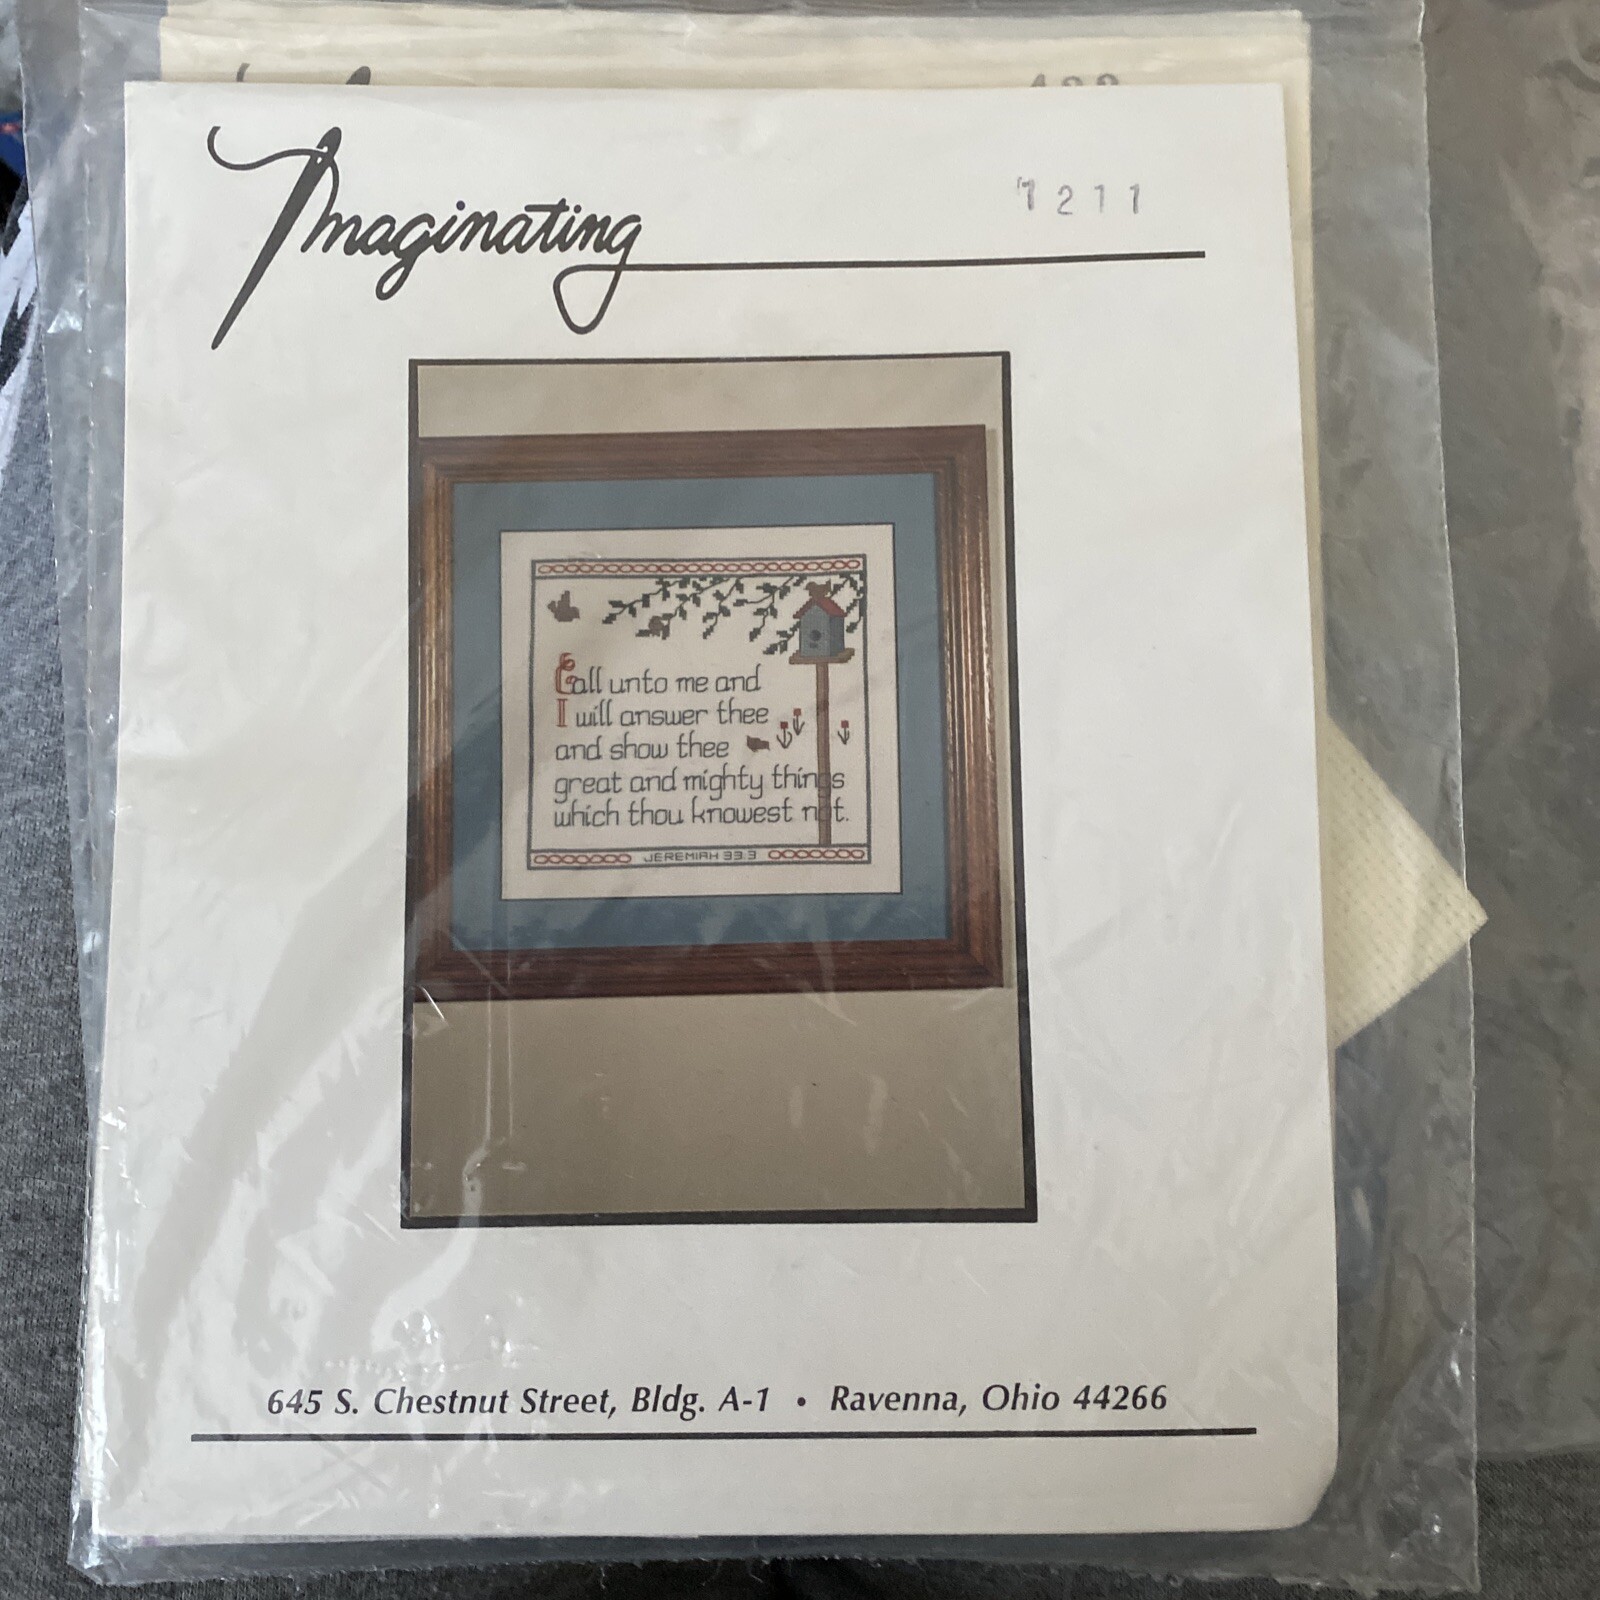 Imaginating
1211
Call unto me and
I will answer thee
and show thee
great and mighty things
which thou knowest not.
JEREMIAH 33:3
645 S. Chestnut Street, Bldg. A-1 • Ravenna, Ohio 44266